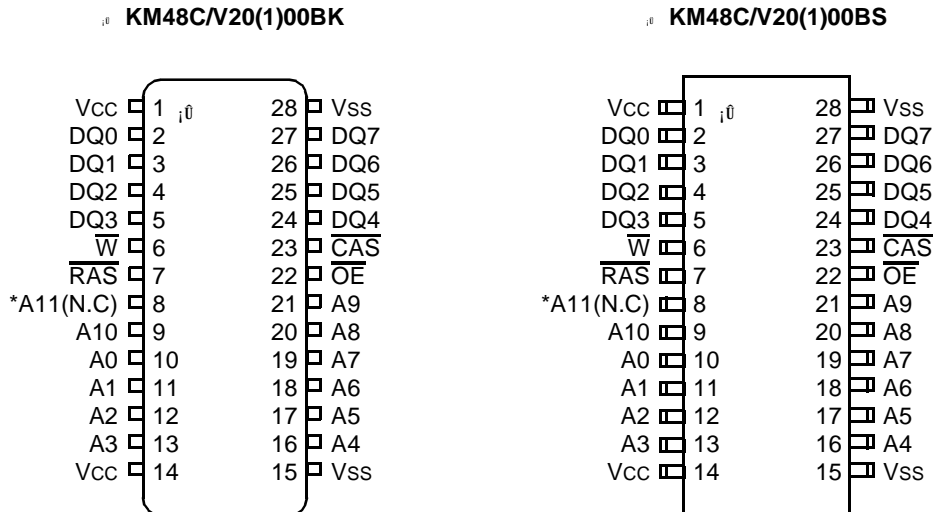 ¡ü KM48C/V20(1)00BK
VCC 1 ¡Û 28 VSS
DQ0 2 27 DQ7
DQ1 3 26 DQ6
DQ2 4 25 DQ5
DQ3 5 24 DQ4
W 6 23 CAS
RAS 7 22 OE
*A11(N.C) 8 21 A9
A10 9 20 A8
A0 10 19 A7
A1 11 18 A6
A2 12 17 A5
A3 13 16 A4
VCC 14 15 VSS
¡ü KM48C/V20(1)00BS
VCC 1 ¡Û 28 VSS
DQ0 2 27 DQ7
DQ1 3 26 DQ6
DQ2 4 25 DQ5
DQ3 5 24 DQ4
W 6 23 CAS
RAS 7 22 OE
*A11(N.C) 8 21 A9
A10 9 20 A8
A0 10 19 A7
A1 11 18 A6
A2 12 17 A5
A3 13 16 A4
VCC 14 15 VSS